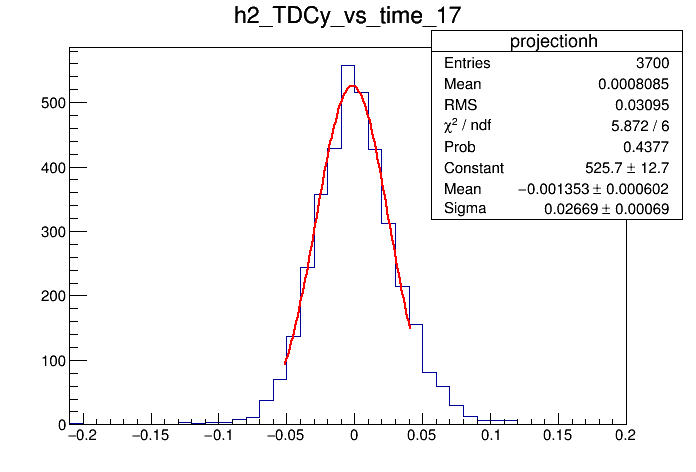 h2_TDCy_vs_time_17
projectionh
Entries 3700
Mean 0.0008085
RMS 0.03095
χ² / ndf 5.872 / 6
Prob 0.4377
Constant 525.7 ± 12.7
Mean −0.001353 ± 0.000602
Sigma 0.02669 ± 0.00069
500
400
300
200
100
0
−0.2 −0.15 −0.1 −0.05 0 0.05 0.1 0.15 0.2